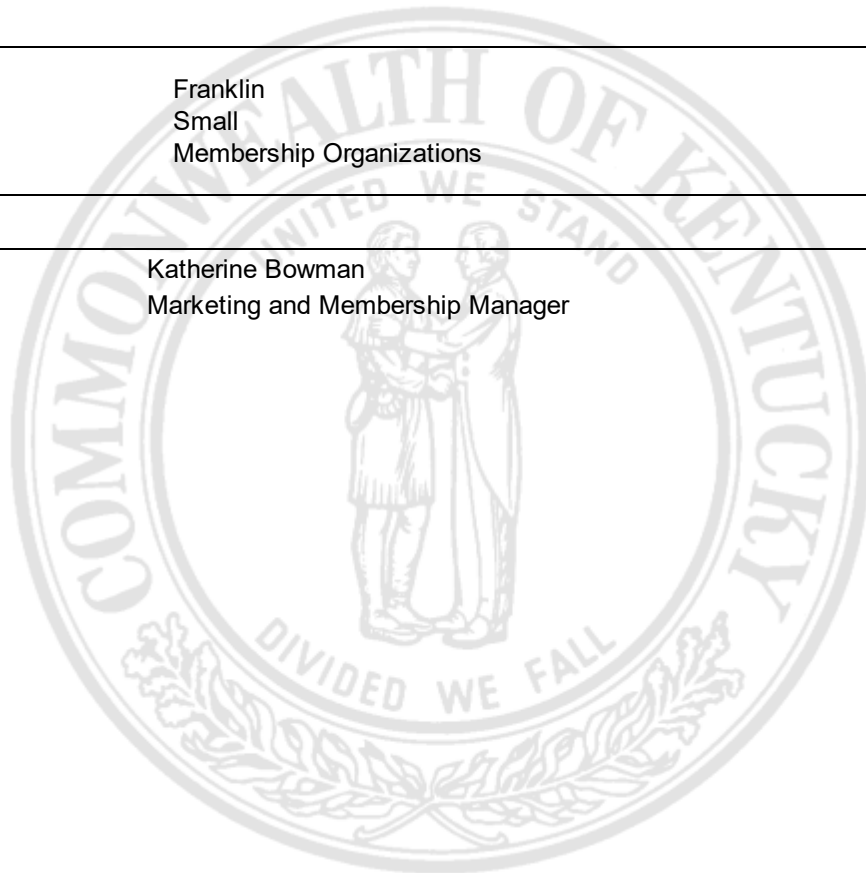 Franklin
Small
Membership Organizations
Katherine Bowman
Marketing and Membership Manager
COMMONWEALTH OF KENTUCKY
UNITED WE STAND
DIVIDED WE FALL